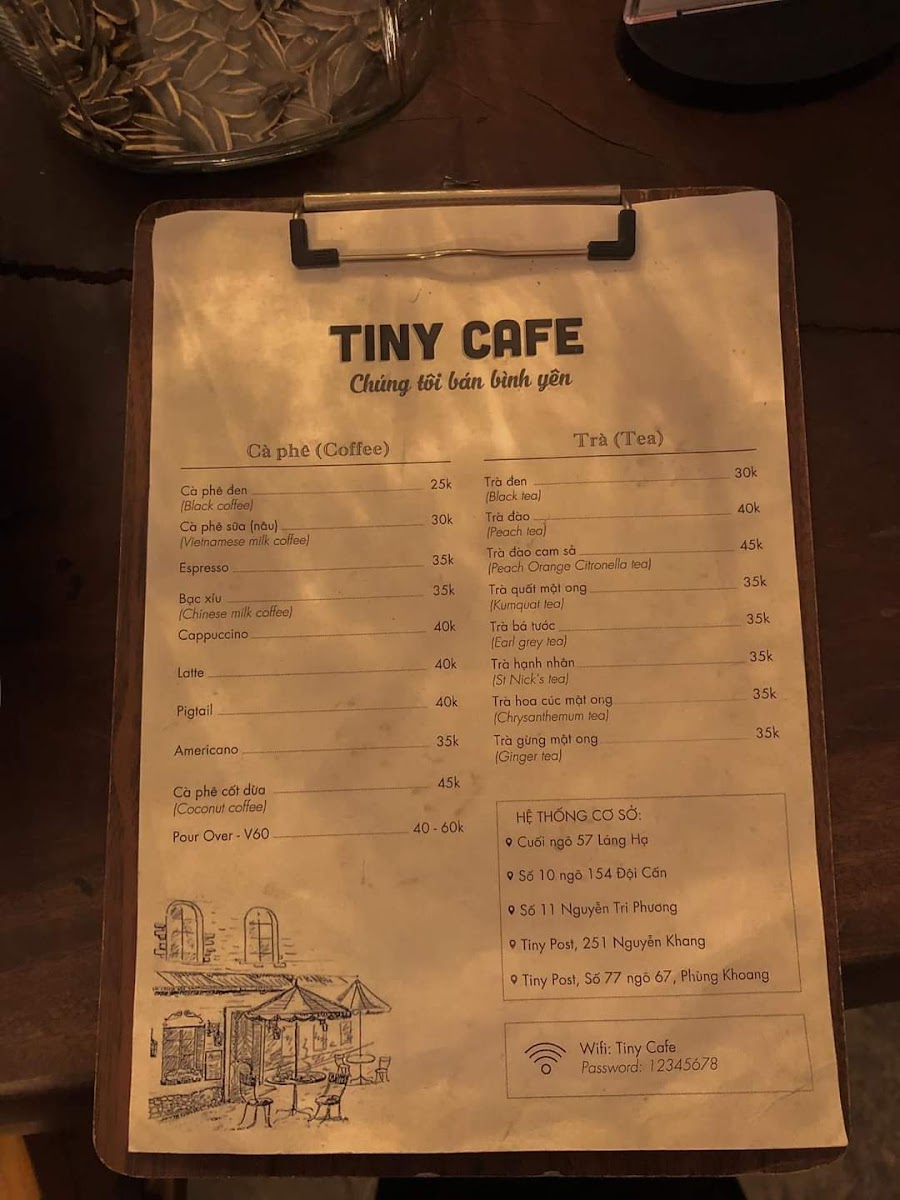 TINY CAFE
Chúng tôi bán bình yên
Cà phê (Coffee)
Cà phê đen 25k
(Black coffee)
Cà phê sữa (nâu) 30k
(Vietnamese milk coffee)
Espresso 35k
Bạc xỉu 35k
(Chinese milk coffee)
Cappuccino 40k
Latte 40k
Pigtail 40k
Americano 35k
Cà phê cốt dừa 45k
(Coconut coffee)
Pour Over - V60 40 - 60k
Trà (Tea)
Trà đen 30k
(Black tea)
Trà đào 40k
(Peach tea)
Trà đào cam sả 45k
(Peach Orange Citronella tea)
Trà quất mật ong 35k
(Kumquat tea)
Trà bá tước 35k
(Earl grey tea)
Trà hạnh nhân 35k
(St Nick's tea)
Trà hoa cúc mật ong 35k
(Chrysanthemum tea)
Trà gừng mật ong 35k
(Ginger tea)
HỆ THỐNG CƠ SỞ:
Cuối ngõ 57 Láng Hạ
Số 10 ngõ 154 Đội Cấn
Số 11 Nguyễn Tri Phương
Tiny Post, 251 Nguyễn Khang
Tiny Post, Số 77 ngõ 67, Phùng Khoang
Wifi: Tiny Cafe
Password: 12345678